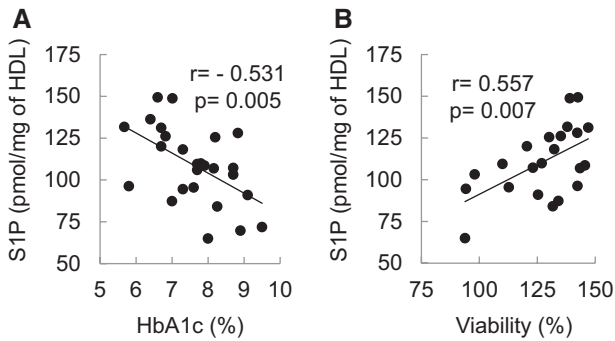 A
S1P (pmol/mg of HDL)
175
150
125
100
75
50
r= - 0.531
p= 0.005
5 6 7 8 9 10
HbA1c (%)
B
S1P (pmol/mg of HDL)
175
150
125
100
75
50
r= 0.557
p= 0.007
75 100 125 150
Viability (%)